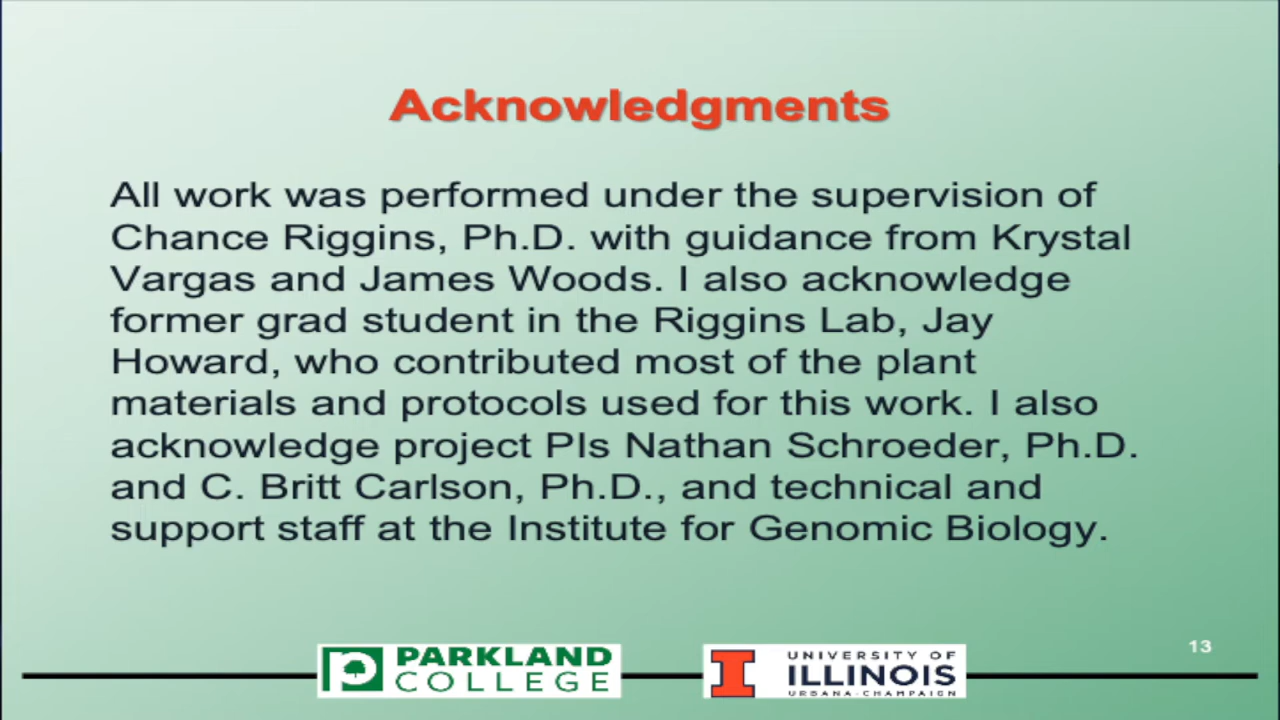 Acknowledgments
All work was performed under the supervision of
Chance Riggins, Ph.D. with guidance from Krystal
Vargas and James Woods. I also acknowledge
former grad student in the Riggins Lab, Jay
Howard, who contributed most of the plant
materials and protocols used for this work. I also
acknowledge project PIs Nathan Schroeder, Ph.D.
and C. Britt Carlson, Ph.D., and technical and
support staff at the Institute for Genomic Biology.
13
PARKLAND
COLLEGE
UNIVERSITY OF
ILLINOIS
URBANA-CHAMPAIGN